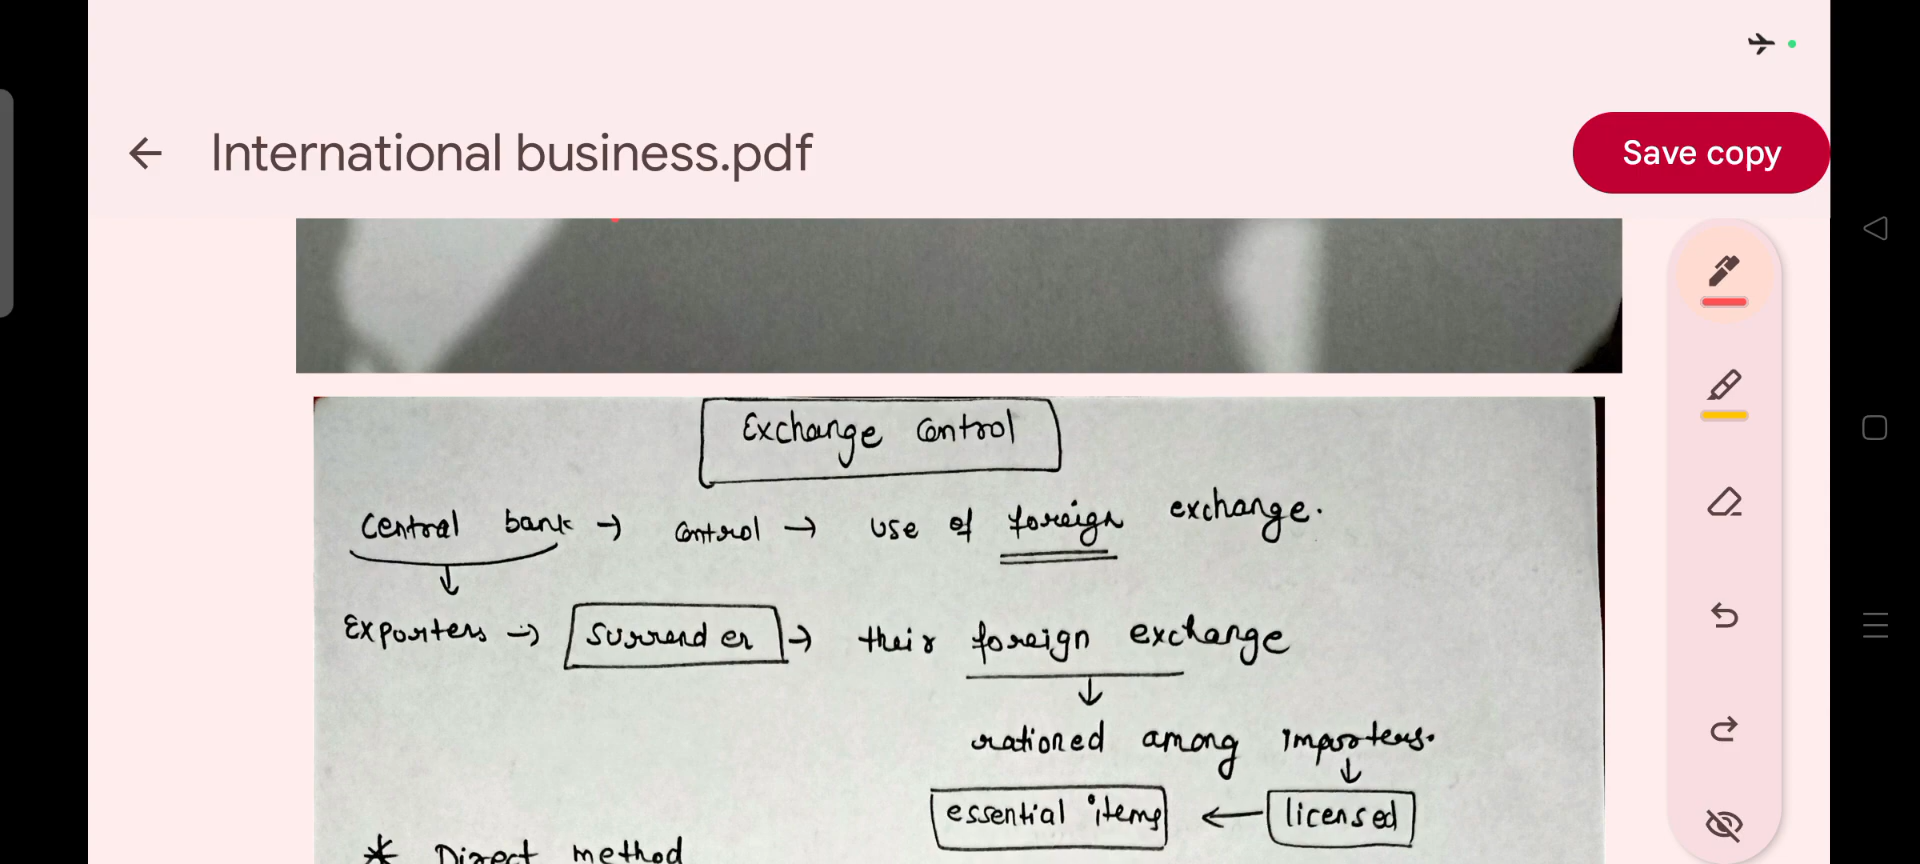 International business.pdf
Save copy
Exchange Control
Central bank → Control → use of foreign exchange.
↓
Exporters → surrender → their foreign exchange
↓
rationed among importers.
↓
essential items ← licensed
* Direct method